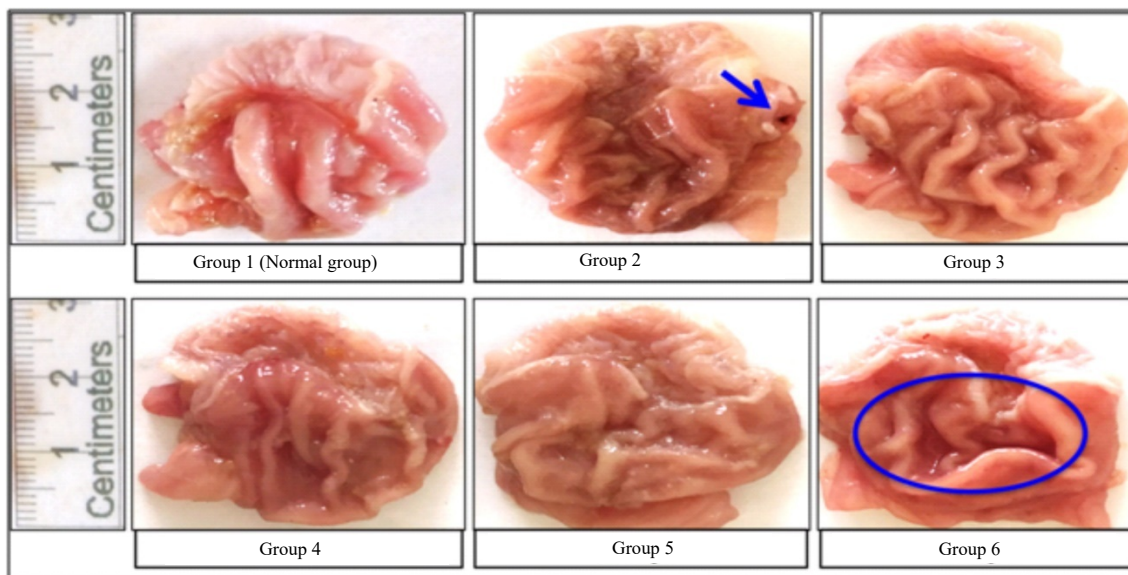 3
2
1
Centimeters
Group 1 (Normal group)
Group 2
Group 3
3
2
1
Centimeters
Group 4
Group 5
Group 6